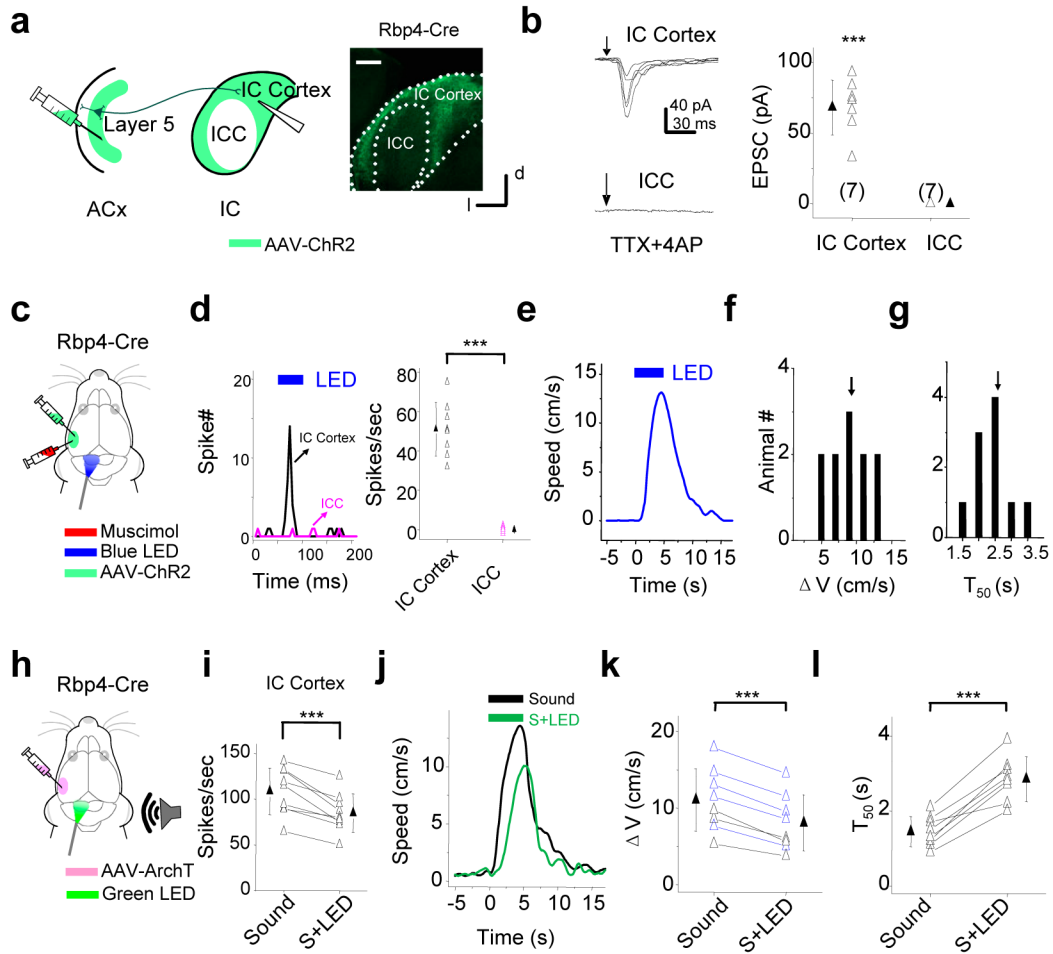 a
Rbp4-Cre
IC Cortex
Layer 5
ICC
IC Cortex
ICC
ACx
IC
d
l
AAV-ChR2
b
IC Cortex
40 pA
30 ms
ICC
TTX+4AP
***
EPSC (pA)
100
50
0
(7)
(7)
IC Cortex
ICC
c
Rbp4-Cre
Muscimol
Blue LED
AAV-ChR2
d
LED
Spike#
20
10
0
IC Cortex
ICC
0
100
200
Time (ms)
***
Spikes/sec
80
60
40
20
0
IC Cortex
ICC
e
LED
Speed (cm/s)
15
10
5
0
-5
0
5
10
15
Time (s)
f
Animal #
4
2
0
5
10
15
Δ V (cm/s)
g
4
2
0
1.5
2.5
3.5
T50 (s)
h
Rbp4-Cre
AAV-ArchT
Green LED
i
IC Cortex
***
Spikes/sec
150
100
50
0
Sound
S+LED
j
Sound
S+LED
Speed (cm/s)
10
5
0
-5
0
5
10
15
Time (s)
k
***
Δ V (cm/s)
20
10
0
Sound
S+LED
l
***
T50 (s)
4
2
0
Sound
S+LED